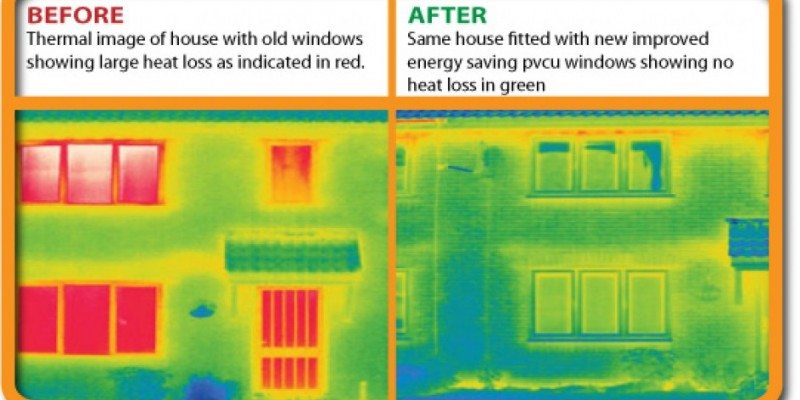 BEFORE
Thermal image of house with old windows
showing large heat loss as indicated in red.
AFTER
Same house fitted with new improved
energy saving pvcu windows showing no
heat loss in green